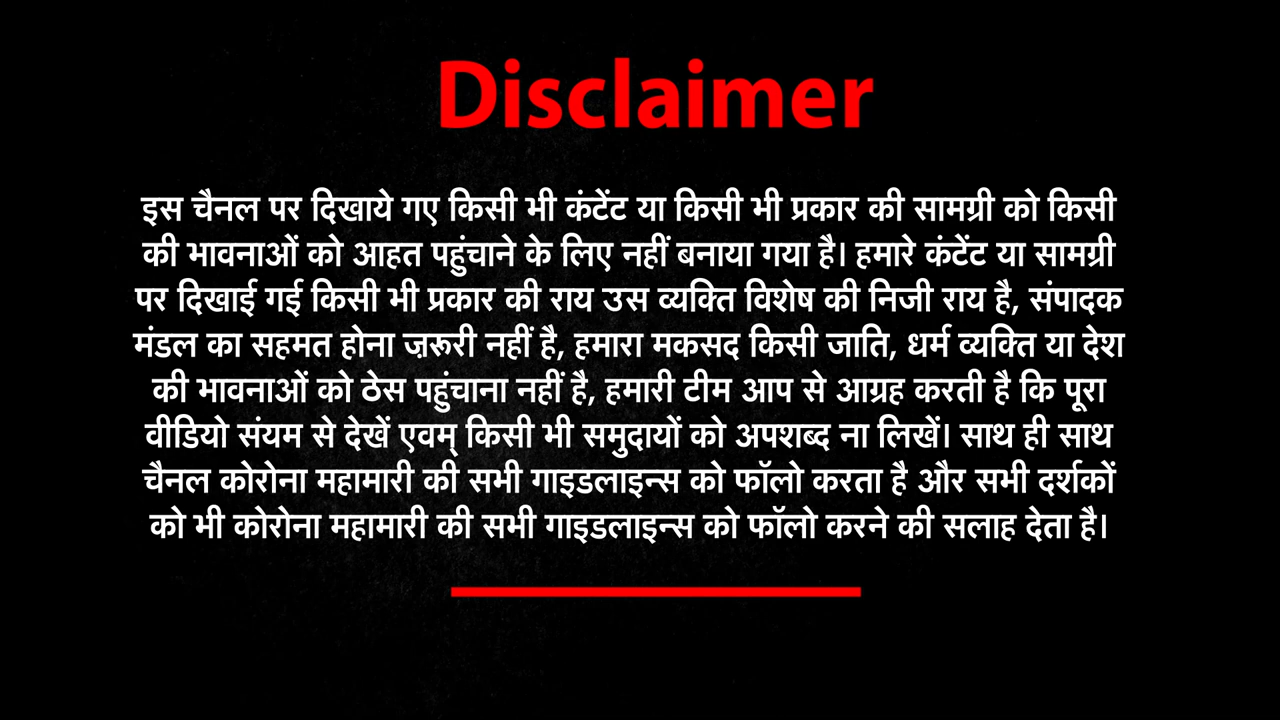 Disclaimer
इस चैनल पर दिखाये गए किसी भी कंटेंट या किसी भी प्रकार की सामग्री को किसी
की भावनाओं को आहत पहुंचाने के लिए नहीं बनाया गया है। हमारे कंटेंट या सामग्री
पर दिखाई गई किसी भी प्रकार की राय उस व्यक्ति विशेष की निजी राय है, संपादक
मंडल का सहमत होना ज़रूरी नहीं है, हमारा मकसद किसी जाति, धर्म व्यक्ति या देश
की भावनाओं को ठेस पहुंचाना नहीं है, हमारी टीम आप से आग्रह करती है कि पूरा
वीडियो संयम से देखें एवम् किसी भी समुदायों को अपशब्द ना लिखें। साथ ही साथ
चैनल कोरोना महामारी की सभी गाइडलाइन्स को फॉलो करता है और सभी दर्शकों
को भी कोरोना महामारी की सभी गाइडलाइन्स को फॉलो करने की सलाह देता है।